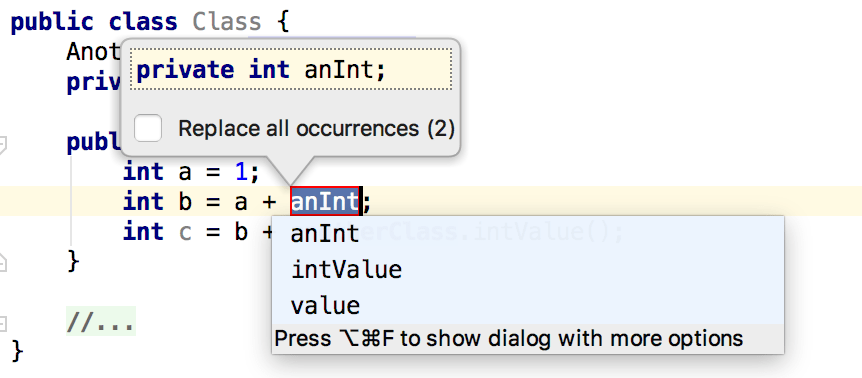 public class Class {
Anot
priv
private int anInt;
Replace all occurrences (2)
publ
int a = 1;
int b = a + anInt;
int c = b + erClass.intValue();
anInt
intValue
value
Press ⌥⌘F to show dialog with more options
}
//...
}